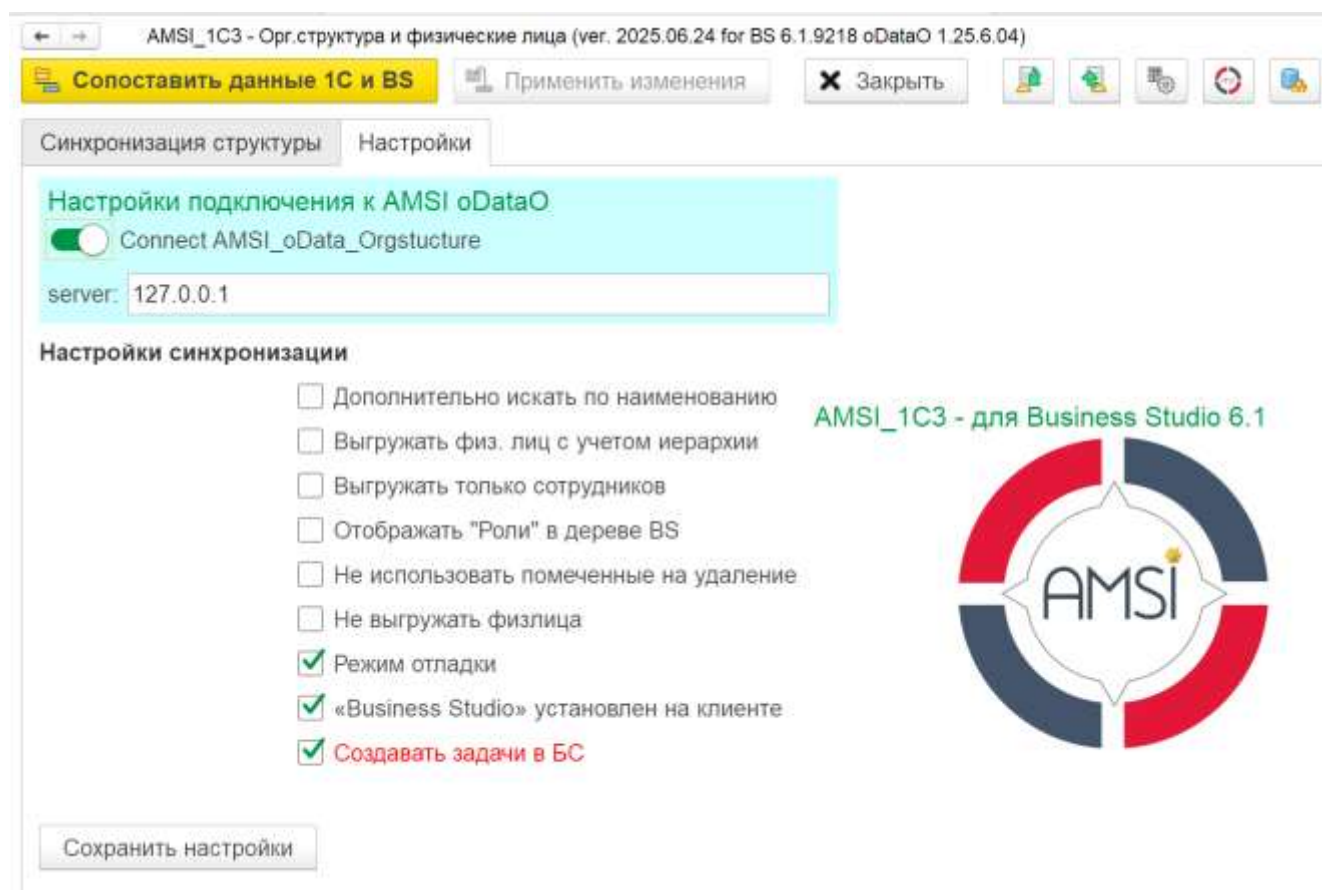 AMSI_1C3 - Орг.структура и физические лица (ver. 2025.06.24 for BS 6.1.9218 oDataO 1.25.6.04)
Сопоставить данные 1С и BS Применить изменения Закрыть
Синхронизация структуры Настройки
Настройки подключения к AMSI oDataO
Connect AMSI_oData_Orgstucture
server: 127.0.0.1
Настройки синхронизации
Дополнительно искать по наименованию
AMSI_1C3 - для Business Studio 6.1
Выгружать физ. лиц с учетом иерархии
Выгружать только сотрудников
Отображать "Роли" в дереве BS
Не использовать помеченные на удаление
AMSI
Не выгружать физлица
Режим отладки
«Business Studio» установлен на клиенте
Создавать задачи в БС
Сохранить настройки